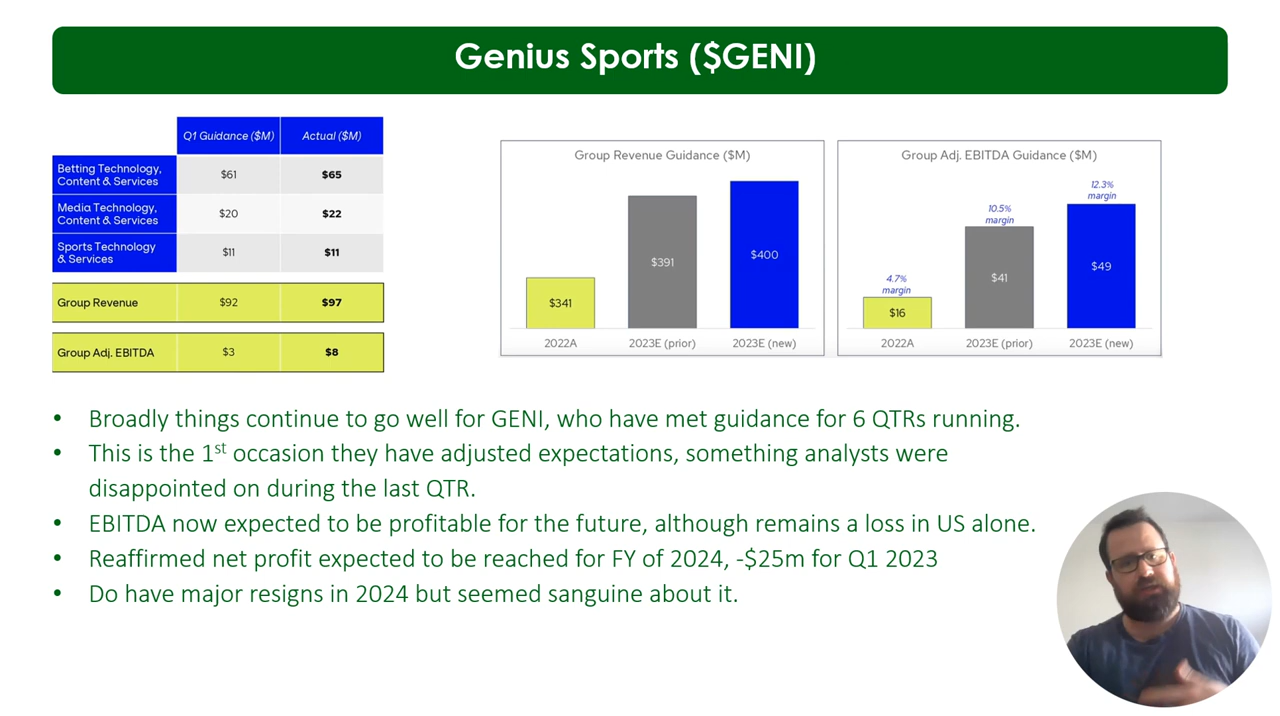 Genius Sports ($GENI)
Q1 Guidance ($M) Actual ($M)
Betting Technology,
Content & Services $61 $65
Media Technology,
Content & Services $20 $22
Sports Technology
& Services $11 $11
Group Revenue $92 $97
Group Adj. EBITDA $3 $8
Group Revenue Guidance ($M)
$341 $391 $400
2022A 2023E (prior) 2023E (new)
Group Adj. EBITDA Guidance ($M)
4.7%
margin
10.5%
margin
12.3%
margin
$16 $41 $49
2022A 2023E (prior) 2023E (new)
• Broadly things continue to go well for GENI, who have met guidance for 6 QTRs running.
• This is the 1st occasion they have adjusted expectations, something analysts were
disappointed on during the last QTR.
• EBITDA now expected to be profitable for the future, although remains a loss in US alone.
• Reaffirmed net profit expected to be reached for FY of 2024, -$25m for Q1 2023
• Do have major resigns in 2024 but seemed sanguine about it.